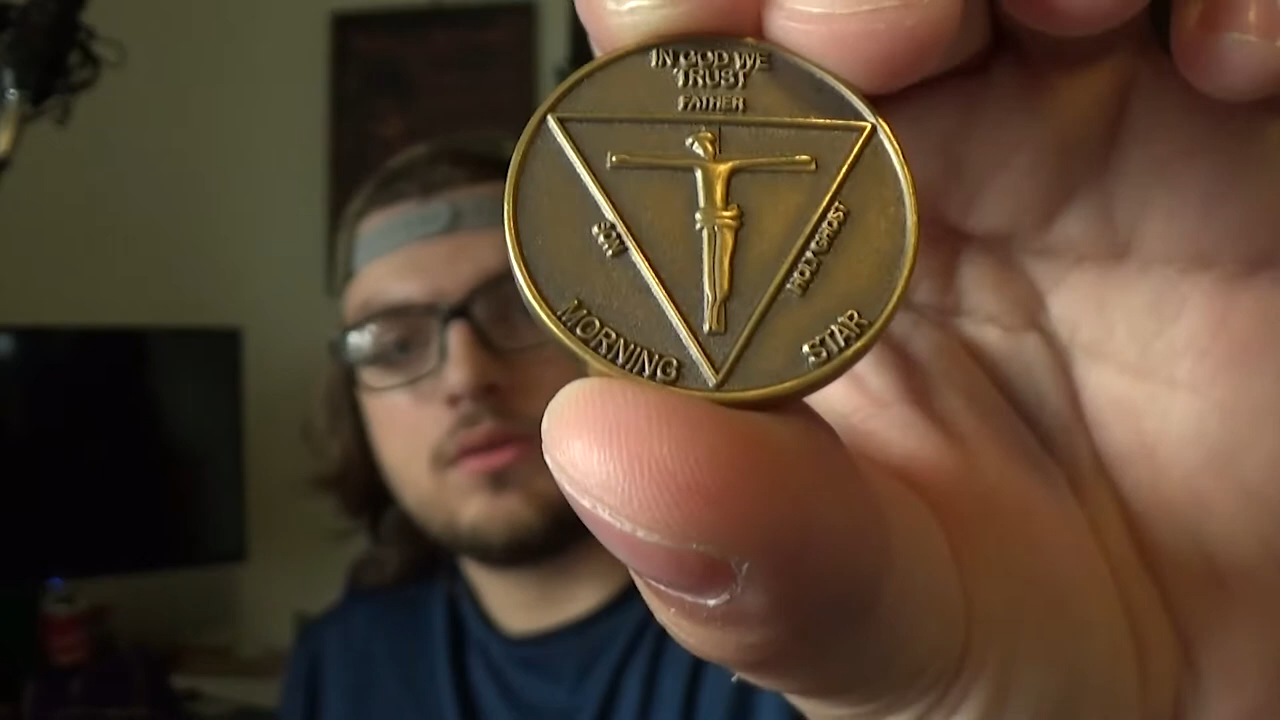 IN GOD WE
TRUST
FATHER
SON
HOLY GHOST
MORNING
STAR